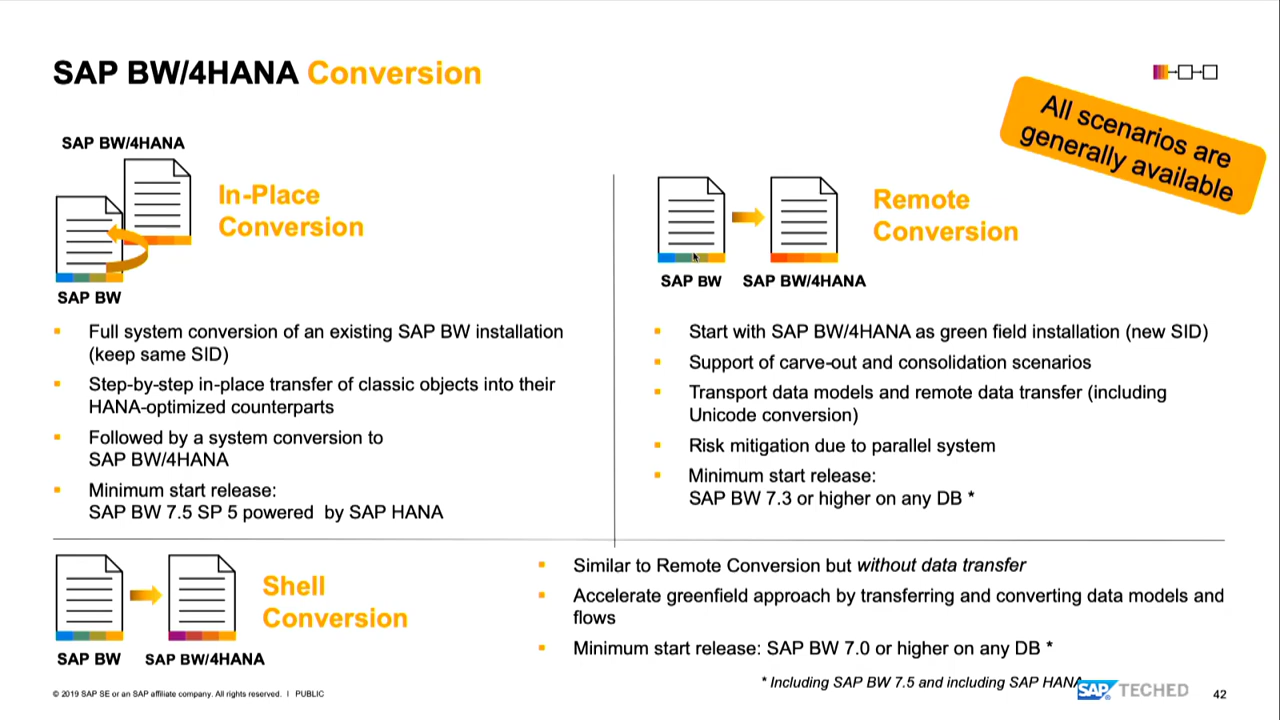 SAP BW/4HANA Conversion
All scenarios are
generally available
SAP BW/4HANA
In-Place
Conversion
SAP BW
Full system conversion of an existing SAP BW installation
(keep same SID)
Step-by-step in-place transfer of classic objects into their
HANA-optimized counterparts
Followed by a system conversion to
SAP BW/4HANA
Minimum start release:
SAP BW 7.5 SP 5 powered by SAP HANA
Remote
Conversion
SAP BW SAP BW/4HANA
Start with SAP BW/4HANA as green field installation (new SID)
Support of carve-out and consolidation scenarios
Transport data models and remote data transfer (including
Unicode conversion)
Risk mitigation due to parallel system
Minimum start release:
SAP BW 7.3 or higher on any DB *
Shell
Conversion
SAP BW SAP BW/4HANA
Similar to Remote Conversion but without data transfer
Accelerate greenfield approach by transferring and converting data models and
flows
Minimum start release: SAP BW 7.0 or higher on any DB *
* Including SAP BW 7.5 and including SAP HANA
© 2019 SAP SE or an SAP affiliate company. All rights reserved. I PUBLIC
SAP TECHED
42